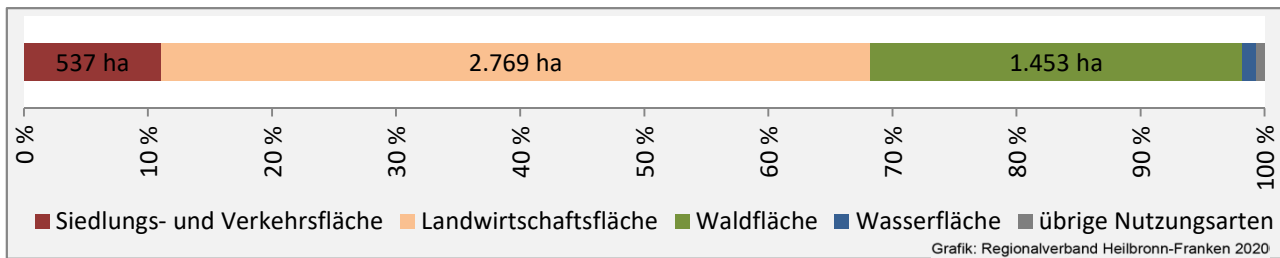 537 ha 2.769 ha 1.453 ha
0 % 10 % 20 % 30 % 40 % 50 % 60 % 70 % 80 % 90 % 100 %
Siedlungs- und Verkehrsfläche Landwirtschaftsfläche Waldfläche Wasserfläche übrige Nutzungsarten
Grafik: Regionalverband Heilbronn-Franken 2020